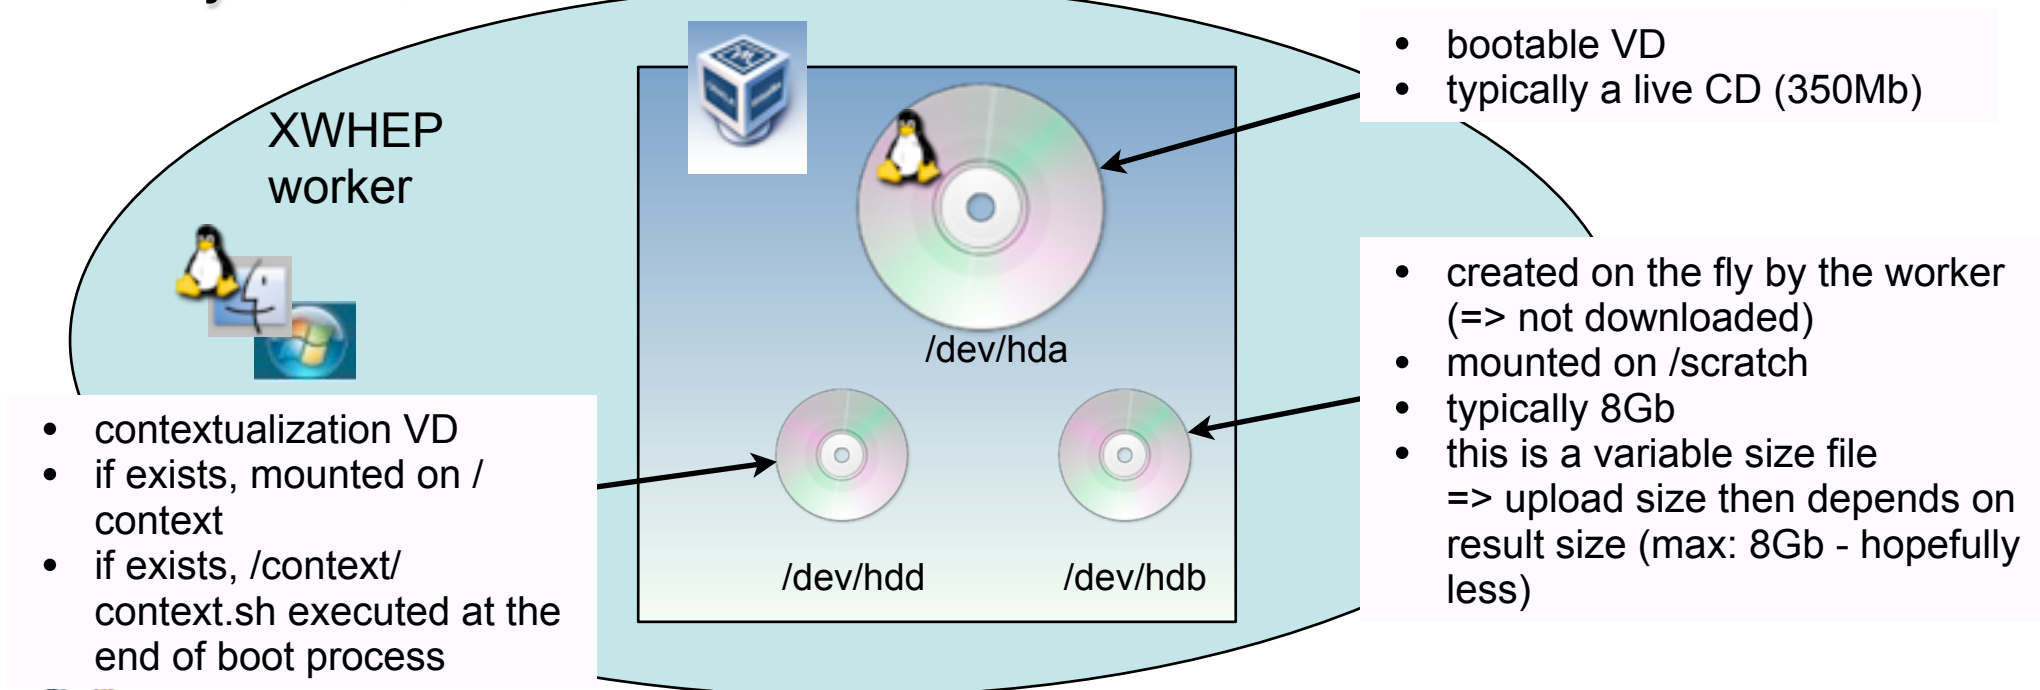 XWHEP
worker
• bootable VD
• typically a live CD (350Mb)
/dev/hda
• created on the fly by the worker
(=> not downloaded)
• mounted on /scratch
• typically 8Gb
• this is a variable size file
=> upload size then depends on
result size (max: 8Gb - hopefully
less)
• contextualization VD
• if exists, mounted on /
context
• if exists, /context/
context.sh executed at the
end of boot process
/dev/hdd
/dev/hdb